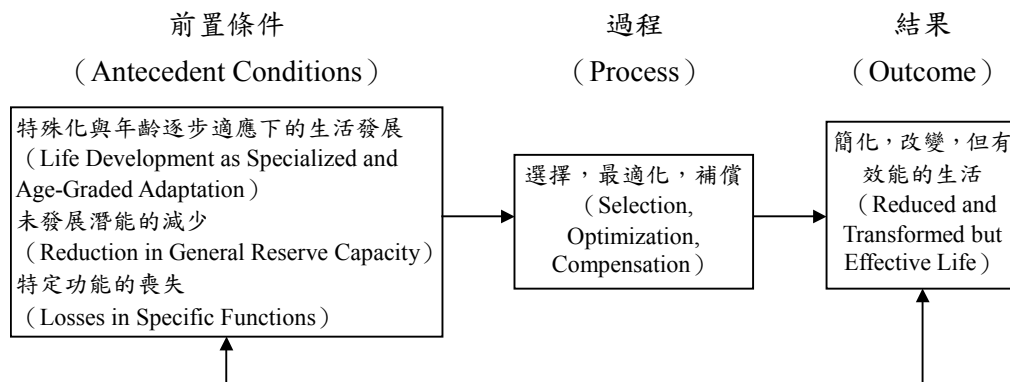 前置條件
（Antecedent Conditions）
過程
（Process）
結果
（Outcome）
特殊化與年齡逐步適應下的生活發展
（Life Development as Specialized and
Age-Graded Adaptation）
未發展潛能的減少
（Reduction in General Reserve Capacity）
特定功能的喪失
（Losses in Specific Functions）
選擇，最適化，補償
（Selection,
Optimization,
Compensation）
簡化，改變，但有
效能的生活
（Reduced and
Transformed but
Effective Life）